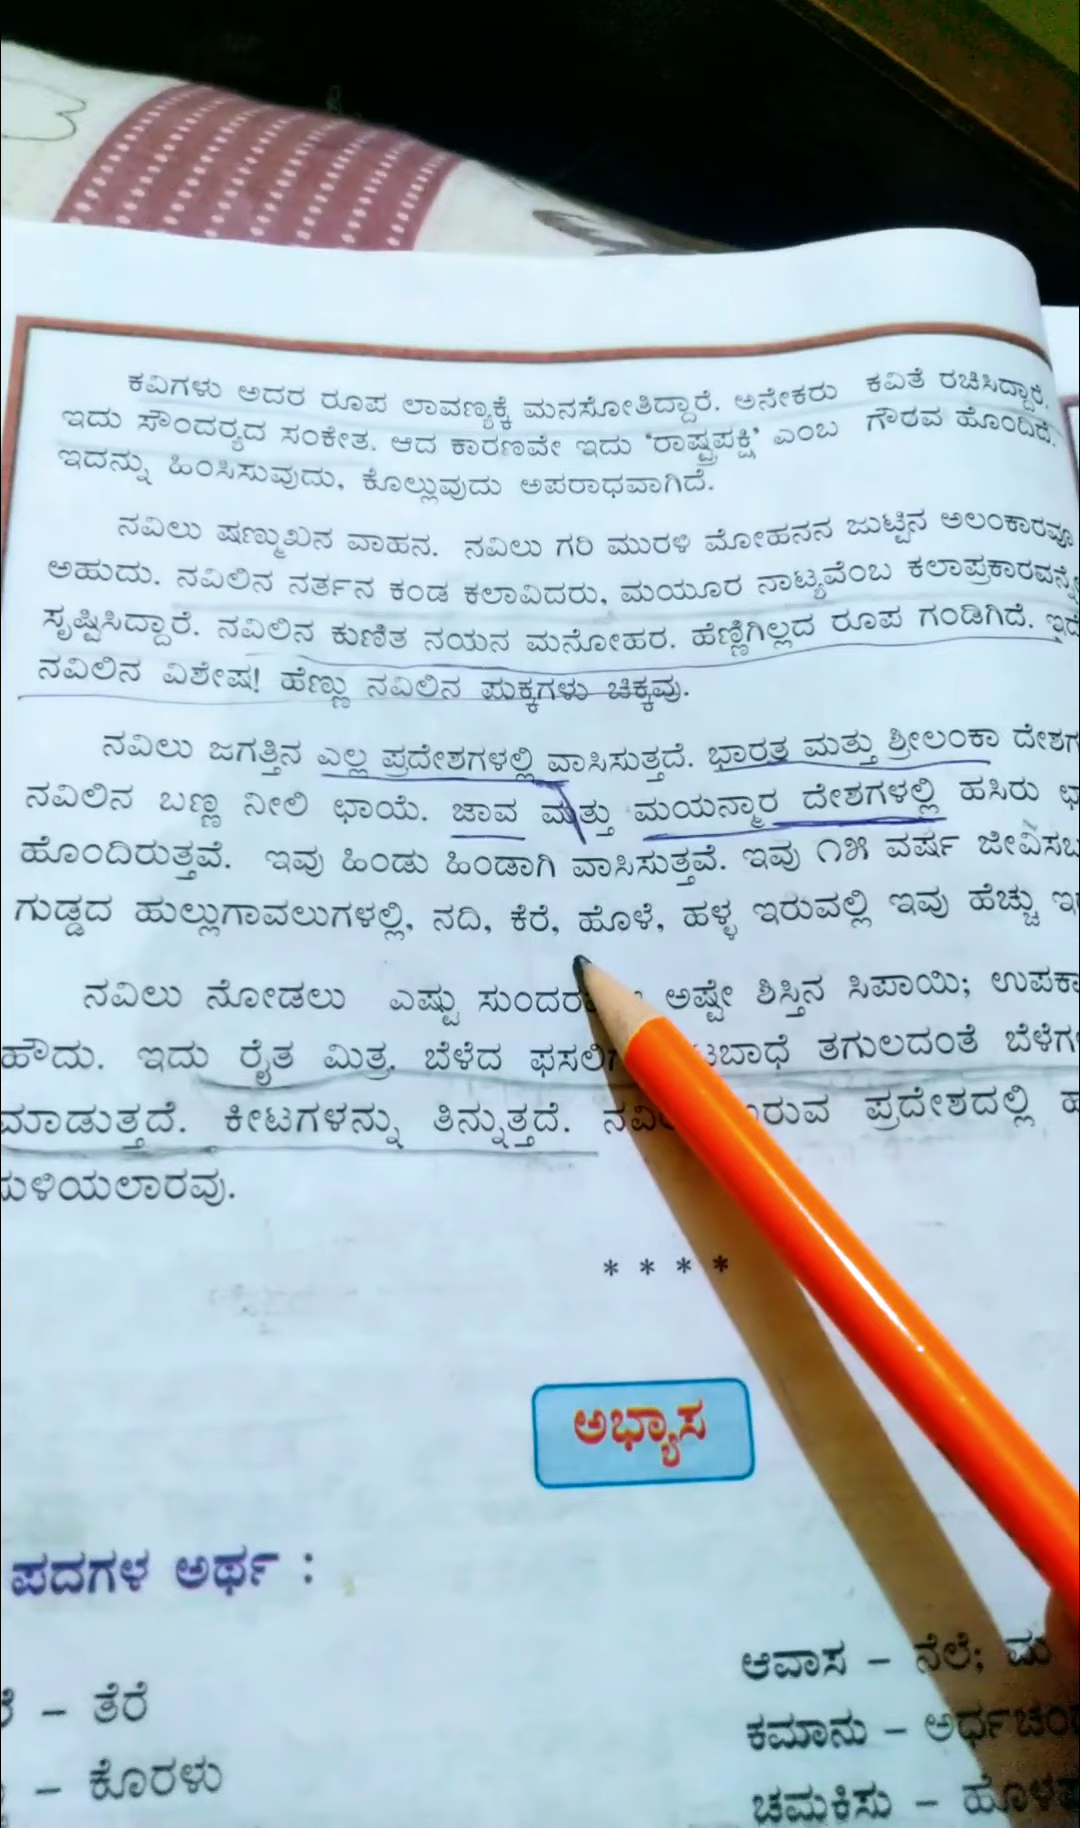 ಕವಿಗಳು ಅದರ ರೂಪ ಲಾವಣ್ಯಕ್ಕೆ ಮನಸೋತಿದ್ದಾರೆ. ಅನೇಕರು ಕವಿತೆ ರಚಿಸಿದ್ದಾರೆ.
ಇದು ಸೌಂದರ್‍ಯದ ಸಂಕೇತ. ಆದ ಕಾರಣವೇ ಇದು ‘ರಾಷ್ಟ್ರಪಕ್ಷಿ’ ಎಂಬ ಗೌರವ ಹೊಂದಿದೆ.
ಇದನ್ನು ಹಿಂಸಿಸುವುದು, ಕೊಲ್ಲುವುದು ಅಪರಾಧವಾಗಿದೆ.
ನವಿಲು ಷಣ್ಮುಖನ ವಾಹನ. ನವಿಲು ಗರಿ ಮುರಳಿ ಮೋಹನನ ಜುಟ್ಟಿನ ಅಲಂಕಾರವೂ
ಅಹುದು. ನವಿಲಿನ ನರ್ತನ ಕಂಡ ಕಲಾವಿದರು, ಮಯೂರ ನಾಟ್ಯವೆಂಬ ಕಲಾಪ್ರಕಾರವನ್ನೇ
ಸೃಷ್ಟಿಸಿದ್ದಾರೆ. ನವಿಲಿನ ಕುಣಿತ ನಯನ ಮನೋಹರ. ಹೆಣ್ಣಿಗಿಲ್ಲದ ರೂಪ ಗಂಡಿಗಿದೆ.
ನವಿಲಿನ ವಿಶೇಷ! ಹೆಣ್ಣು ನವಿಲಿನ ಪುಕ್ಕಗಳು ಚಿಕ್ಕವು.
ನವಿಲು ಜಗತ್ತಿನ ಎಲ್ಲ ಪ್ರದೇಶಗಳಲ್ಲಿ ವಾಸಿಸುತ್ತದೆ. ಭಾರತ ಮತ್ತು ಶ್ರೀಲಂಕಾ
ನವಿಲಿನ ಬಣ್ಣ ನೀಲಿ ಛಾಯೆ. ಜಾವ ಮತ್ತು ಮಯನ್ಮಾರ ದೇಶಗಳಲ್ಲಿ ಹಸಿರು
ಹೊಂದಿರುತ್ತವೆ. ಇವು ಹಿಂಡು ಹಿಂಡಾಗಿ ವಾಸಿಸುತ್ತವೆ. ಇವು ೧೫ ವರ್ಷ
ಗುಡ್ಡದ ಹುಲ್ಲುಗಾವಲುಗಳಲ್ಲಿ, ನದಿ, ಕೆರೆ, ಹೊಳೆ, ಹಳ್ಳ ಇರುವಲ್ಲಿ ಇವು ಹೆಚ್ಚು
ನವಿಲು ನೋಡಲು ಎಷ್ಟು ಅಷ್ಟೇ ಶಿಸ್ತಿನ ಸಿಪಾಯಿ;
ಹೌದು. ಇದು ರೈತ ಮಿತ್ರ. ಬೆಳೆದ ತಗುಲದಂತೆ
ಮಾಡುತ್ತದೆ. ಕೀಟಗಳನ್ನು ತಿನ್ನುತ್ತದೆ. ಪ್ರದೇಶದಲ್ಲಿ
ಸುಳಿಯಲಾರವು.
* * * *
ಅಭ್ಯಾಸ
ಪದಗಳ ಅರ್ಥ :
– ತೆರೆ
– ಕೊರಳು
ಆವಾಸ – ನೆಲೆ;
ಕಮಾನು –
ಚಮಕಿಸು –